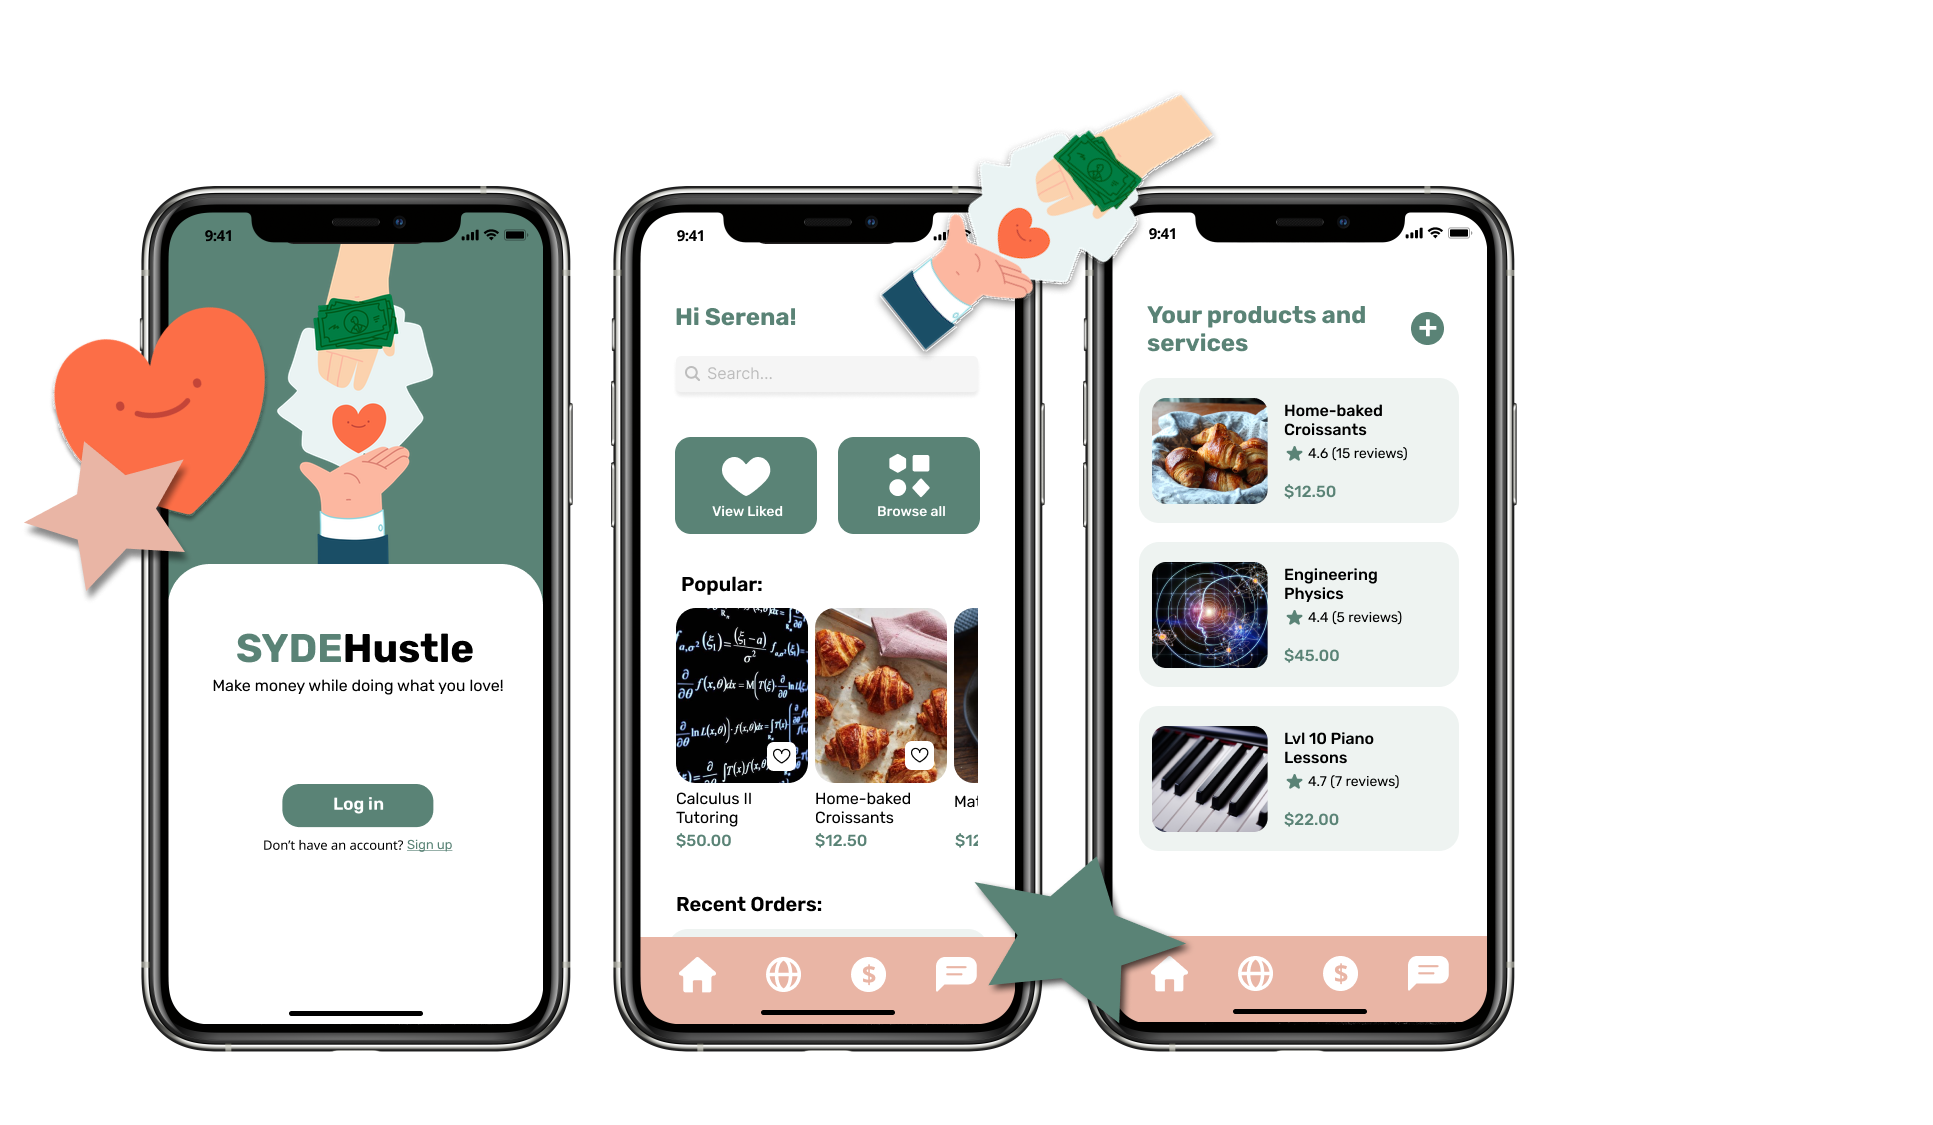 9:41
SYDEHustle
Make money while doing what you love!
Log in
Don't have an account? Sign up
9:41
Hi Serena!
Search...
View Liked
Browse all
Popular:
Calculus II
Tutoring
$50.00
Home-baked
Croissants
$12.50
Mat
$12
Recent Orders:
9:41
Your products and
services
Home-baked
Croissants
4.6 (15 reviews)
$12.50
Engineering
Physics
4.4 (5 reviews)
$45.00
Lvl 10 Piano
Lessons
4.7 (7 reviews)
$22.00